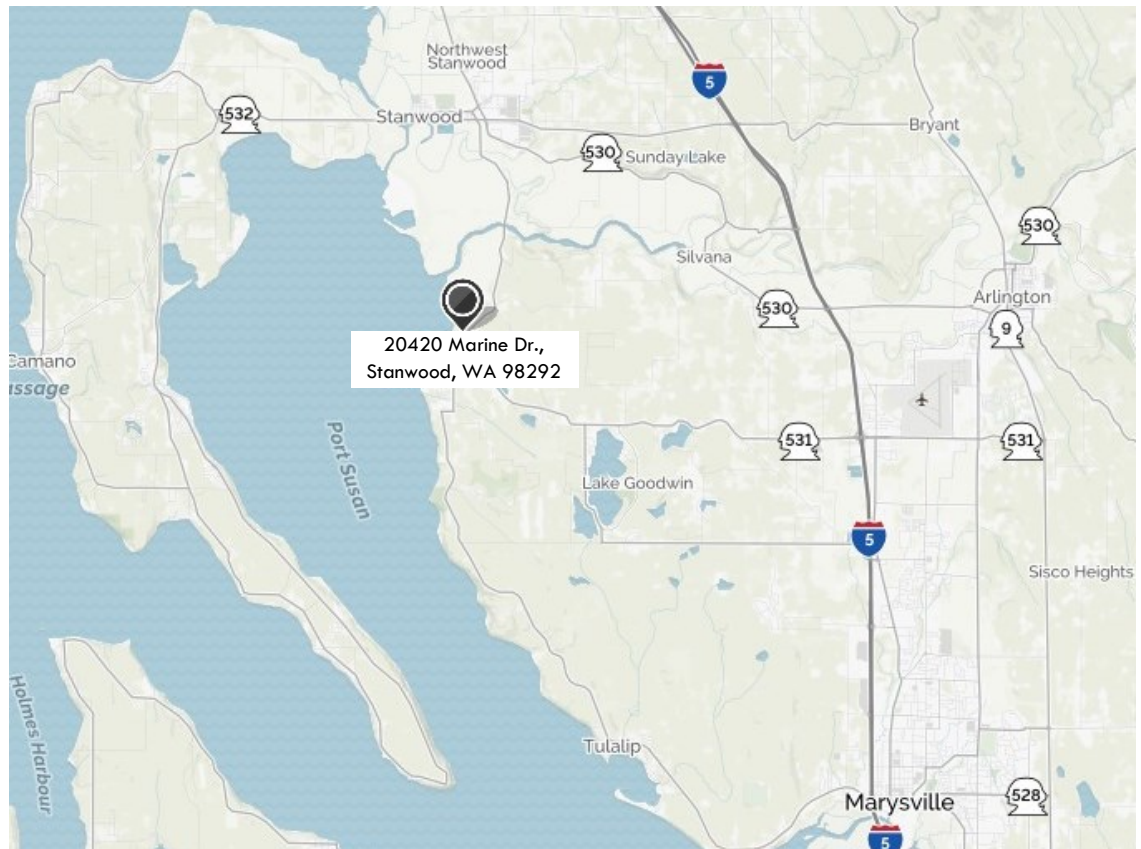 Northwest
Stanwood
5
532
Stanwood
Bryant
530
Sunday Lake
530
Silvana
Arlington
530
9
20420 Marine Dr.,
Stanwood, WA 98292
Camano
assage
Port Susan
531
531
Lake Goodwin
5
Sisco Heights
Holmes Harbour
Tulalip
Marysville
528
5